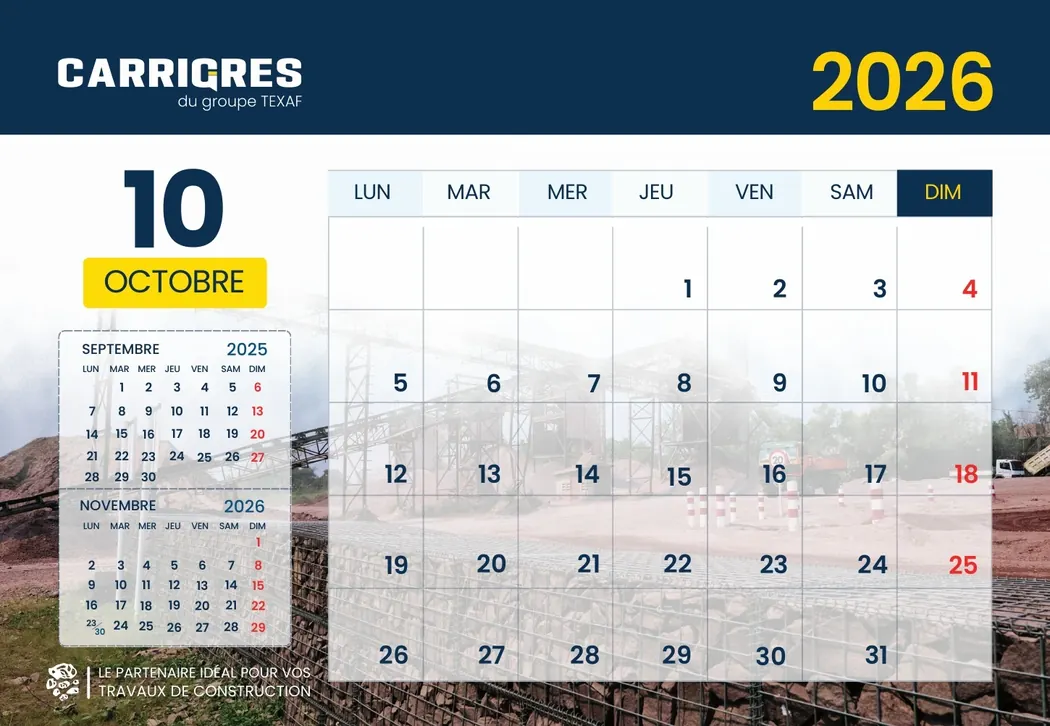 CARRIGRES
du groupe TEXAF
2026
10
OCTOBRE
SEPTEMBRE 2025
LUN MAR MER JEU VEN SAM DIM
1 2 3 4 5 6
7 8 9 10 11 12 13
14 15 16 17 18 19 20
21 22 23 24 25 26 27
28 29 30
NOVEMBRE 2026
LUN MAR MER JEU VEN SAM DIM
1
2 3 4 5 6 7 8
9 10 11 12 13 14 15
16 17 18 19 20 21 22
23/30 24 25 26 27 28 29
LE PARTENAIRE IDÉAL POUR VOS
TRAVAUX DE CONSTRUCTION
LUN MAR MER JEU VEN SAM DIM
1 2 3 4
5 6 7 8 9 10 11
12 13 14 15 16 17 18
20
19 20 21 22 23 24 25
26 27 28 29 30 31